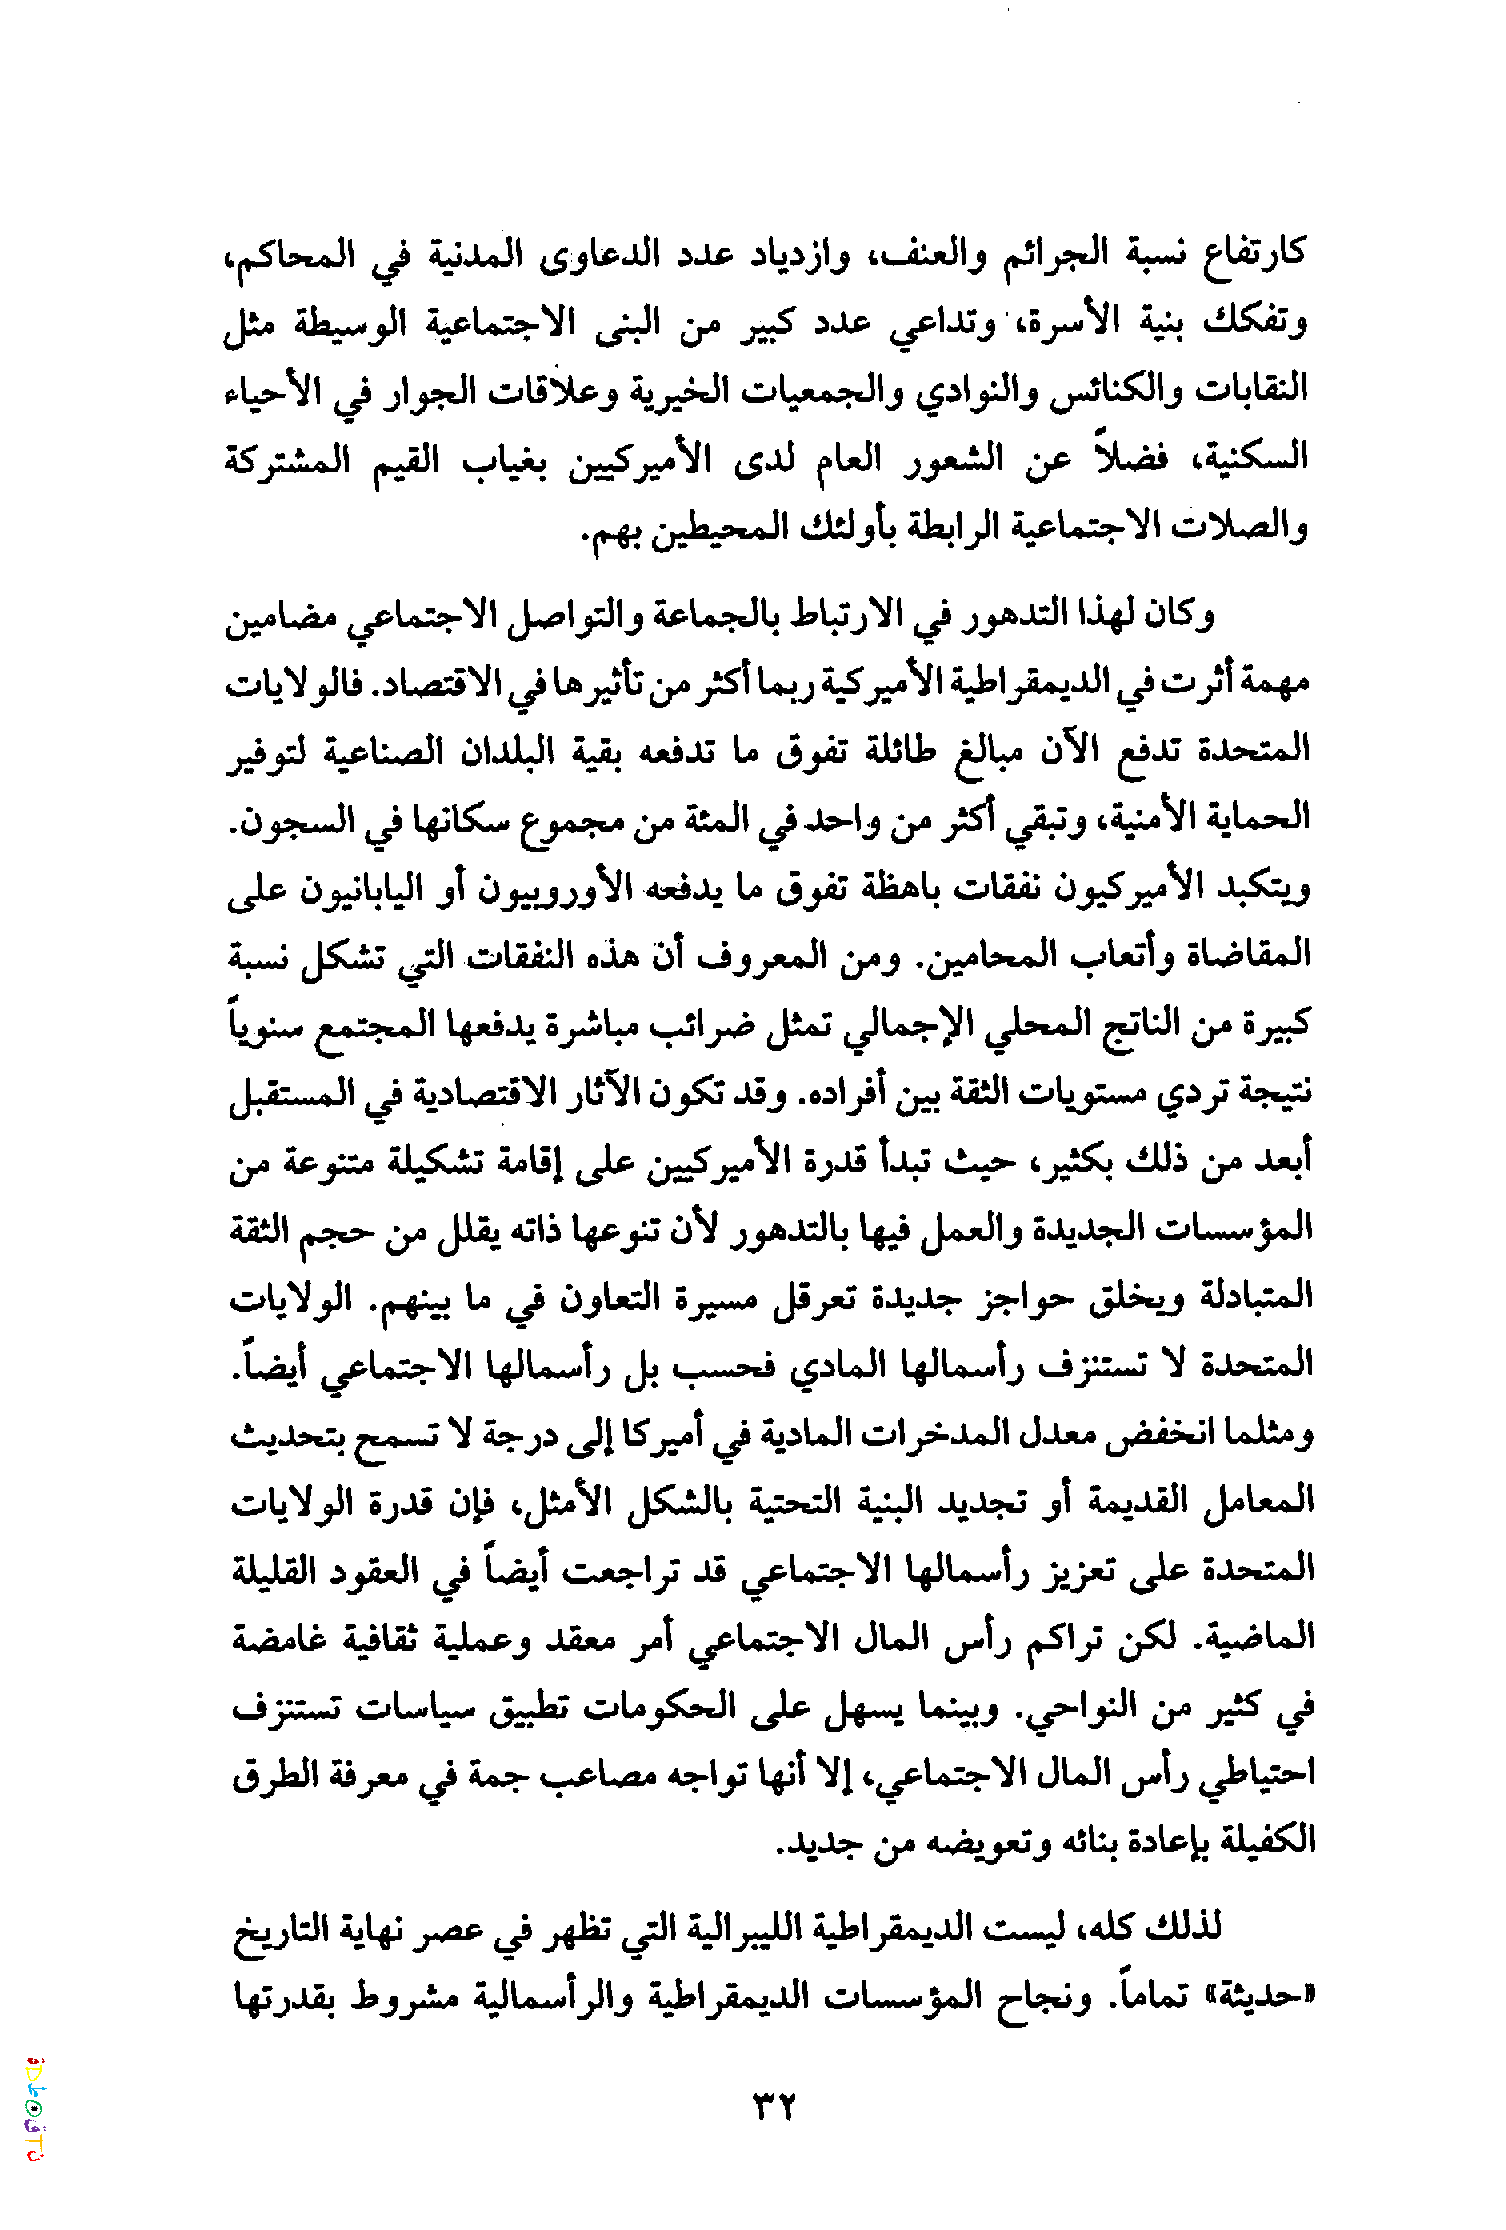 كارتفاع نسبة الجرائم والعنف، وازدياد عدد الدعاوى المدنية في المحاكم،
وتفكك بنية الأسرة، وتداعي عدد كبير من البنى الاجتماعية الوسيطة مثل
النقابات والكنائس والنوادي والجمعيات الخيرية وعلاقات الجوار في الأحياء
السكنية، فضلاً عن الشعور العام لدى الأميركيين بغياب القيم المشتركة
والصلات الاجتماعية الرابطة بأولئك المحيطين بهم.
وكان لهذا التدهور في الارتباط بالجماعة والتواصل الاجتماعي مضامين
مهمة أثرت في الديمقراطية الأميركية ربما أكثر من تأثيرها في الاقتصاد. فالولايات
المتحدة تدفع الآن مبالغ طائلة تفوق ما تدفعه بقية البلدان الصناعية لتوفير
الحماية الأمنية، وتبقي أكثر من واحد في المئة من مجموع سكانها في السجون.
ويتكبد الأميركيون نفقات باهظة تفوق ما يدفعه الأوروبيون أو اليابانيون على
المقاضاة وأتعاب المحامين. ومن المعروف أن هذه النفقات التي تشكل نسبة
كبيرة من الناتج المحلي الإجمالي تمثل ضرائب مباشرة يدفعها المجتمع سنوياً
نتيجة تردي مستويات الثقة بين أفراده. وقد تكون الآثار الاقتصادية في المستقبل
أبعد من ذلك بكثير، حيث تبدأ قدرة الأميركيين على إقامة تشكيلة متنوعة من
المؤسسات الجديدة والعمل فيها بالتدهور لأن تنوعها ذاته يقلل من حجم الثقة
المتبادلة ويخلق حواجز جديدة تعرقل مسيرة التعاون في ما بينهم. الولايات
المتحدة لا تستنزف رأسمالها المادي فحسب بل رأسمالها الاجتماعي أيضاً.
ومثلما انخفض معدل المدخرات المادية في أميركا إلى درجة لا تسمح بتحديث
المعامل القديمة أو تجديد البنية التحتية بالشكل الأمثل، فإن قدرة الولايات
المتحدة على تعزيز رأسمالها الاجتماعي قد تراجعت أيضاً في العقود القليلة
الماضية. لكن تراكم رأس المال الاجتماعي أمر معقد وعملية ثقافية غامضة
في كثير من النواحي. وبينما يسهل على الحكومات تطبيق سياسات تستنزف
احتياطي رأس المال الاجتماعي، إلا أنها تواجه مصاعب جمة في معرفة الطرق
الكفيلة بإعادة بنائه وتعويضه من جديد.
لذلك كله، ليست الديمقراطية الليبرالية التي تظهر في عصر نهاية التاريخ
«حديثة» تماماً. ونجاح المؤسسات الديمقراطية والرأسمالية مشروط بقدرتها
٣٢